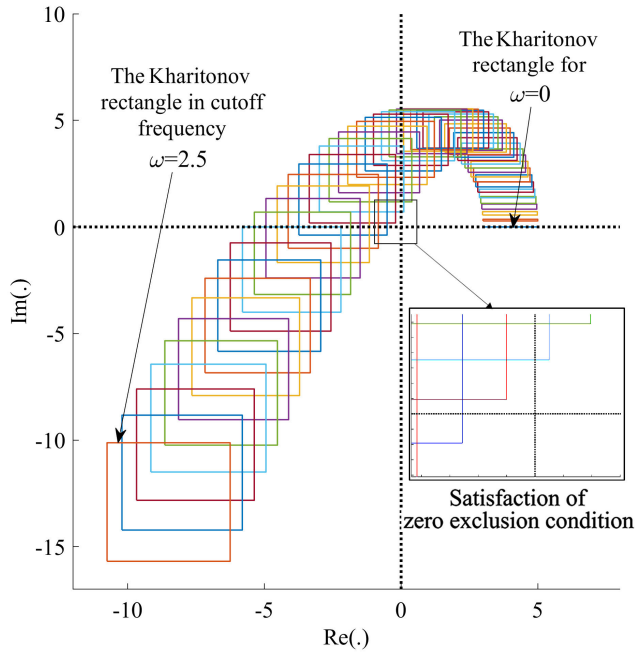 The Kharitonov
rectangle in cutoff
frequency
ω=2.5
The Kharitonov
rectangle for
ω=0
Im(.)
10
5
0
-5
-10
-15
Satisfaction of
zero exclusion condition
-10
-5
0
5
Re(.)